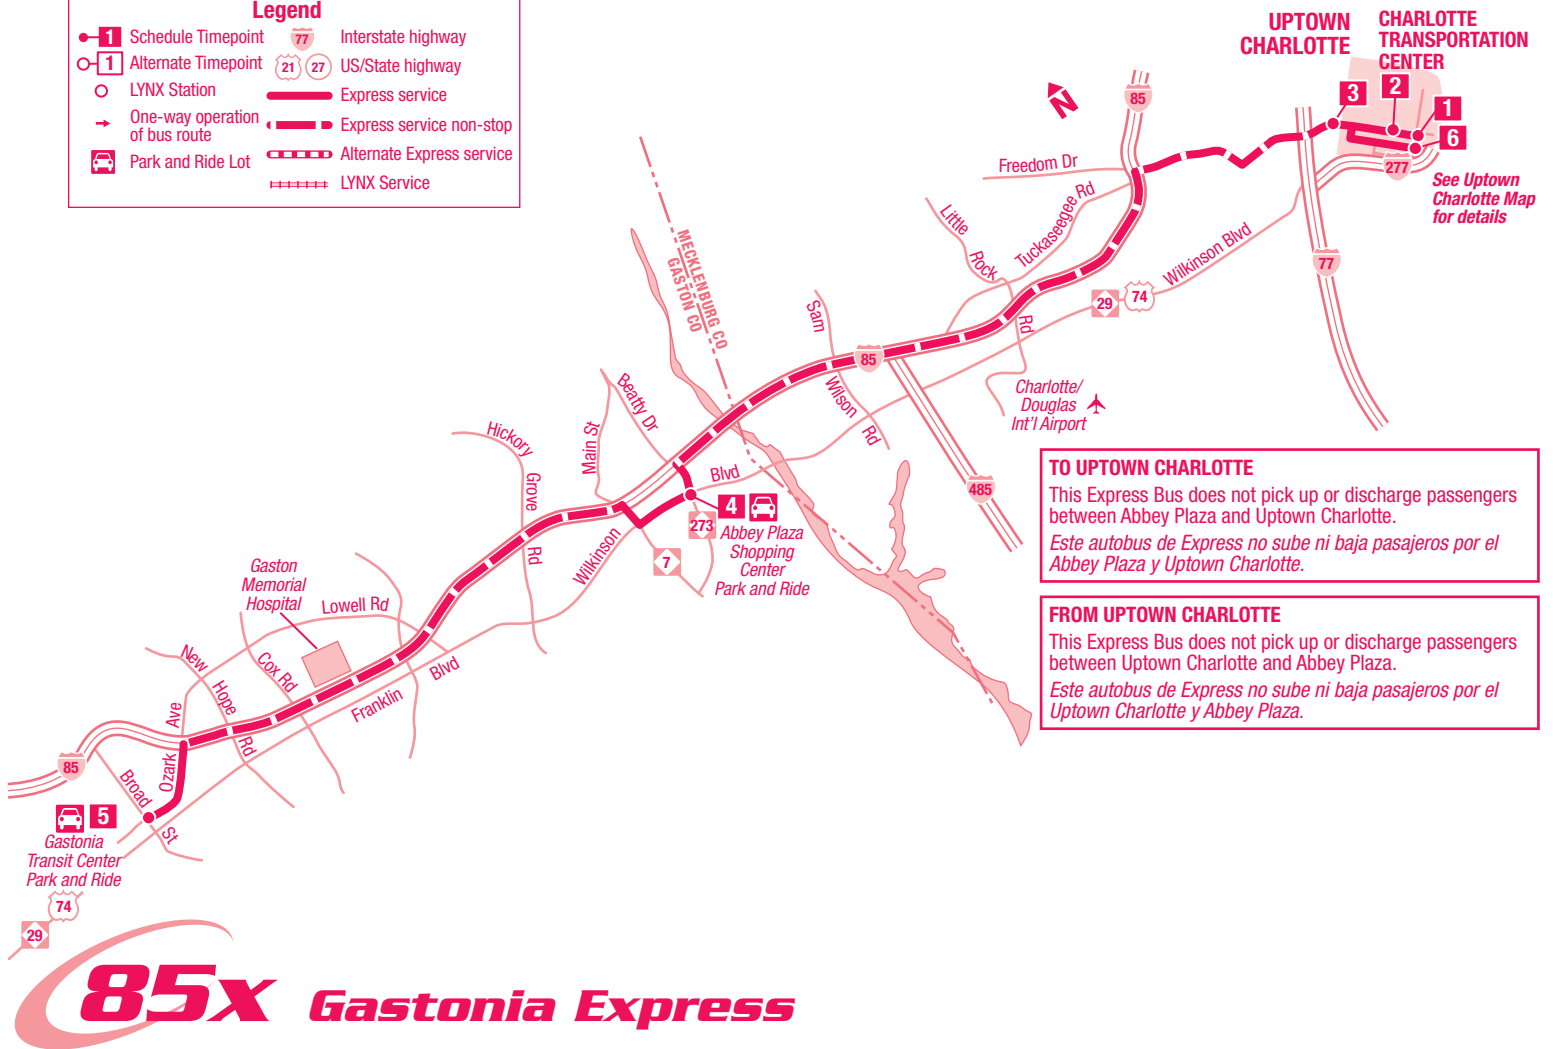 Legend
1 Schedule Timepoint
77 Interstate highway
1 Alternate Timepoint
21 27 US/State highway
LYNX Station
Express service
One-way operation
of bus route
Express service non-stop
Park and Ride Lot
Alternate Express service
LYNX Service
UPTOWN
CHARLOTTE
CHARLOTTE
TRANSPORTATION
CENTER
3
2
1
6
277
See Uptown
Charlotte Map
for details
N
85
Freedom Dr
Tuckaseegee Rd
Little
Rock
Rd
Wilkinson Blvd
29
74
77
MECKLENBURG CO
GASTON CO
Sam
Wilson
Rd
85
Charlotte/
Douglas
Int'l Airport
485
Beatty Dr
Main St
Hickory
Grove
Rd
Blvd
Wilkinson
4
273
7
Abbey Plaza
Shopping
Center
Park and Ride
Gaston
Memorial
Hospital
Lowell Rd
New
Hope
Rd
Cox Rd
Franklin
Blvd
Ave
Ozark
85
Broad
St
5
Gastonia
Transit Center
Park and Ride
74
29
TO UPTOWN CHARLOTTE
This Express Bus does not pick up or discharge passengers
between Abbey Plaza and Uptown Charlotte.
Este autobus de Express no sube ni baja pasajeros por el
Abbey Plaza y Uptown Charlotte.
FROM UPTOWN CHARLOTTE
This Express Bus does not pick up or discharge passengers
between Uptown Charlotte and Abbey Plaza.
Este autobus de Express no sube ni baja pasajeros por el
Uptown Charlotte y Abbey Plaza.
85x Gastonia Express